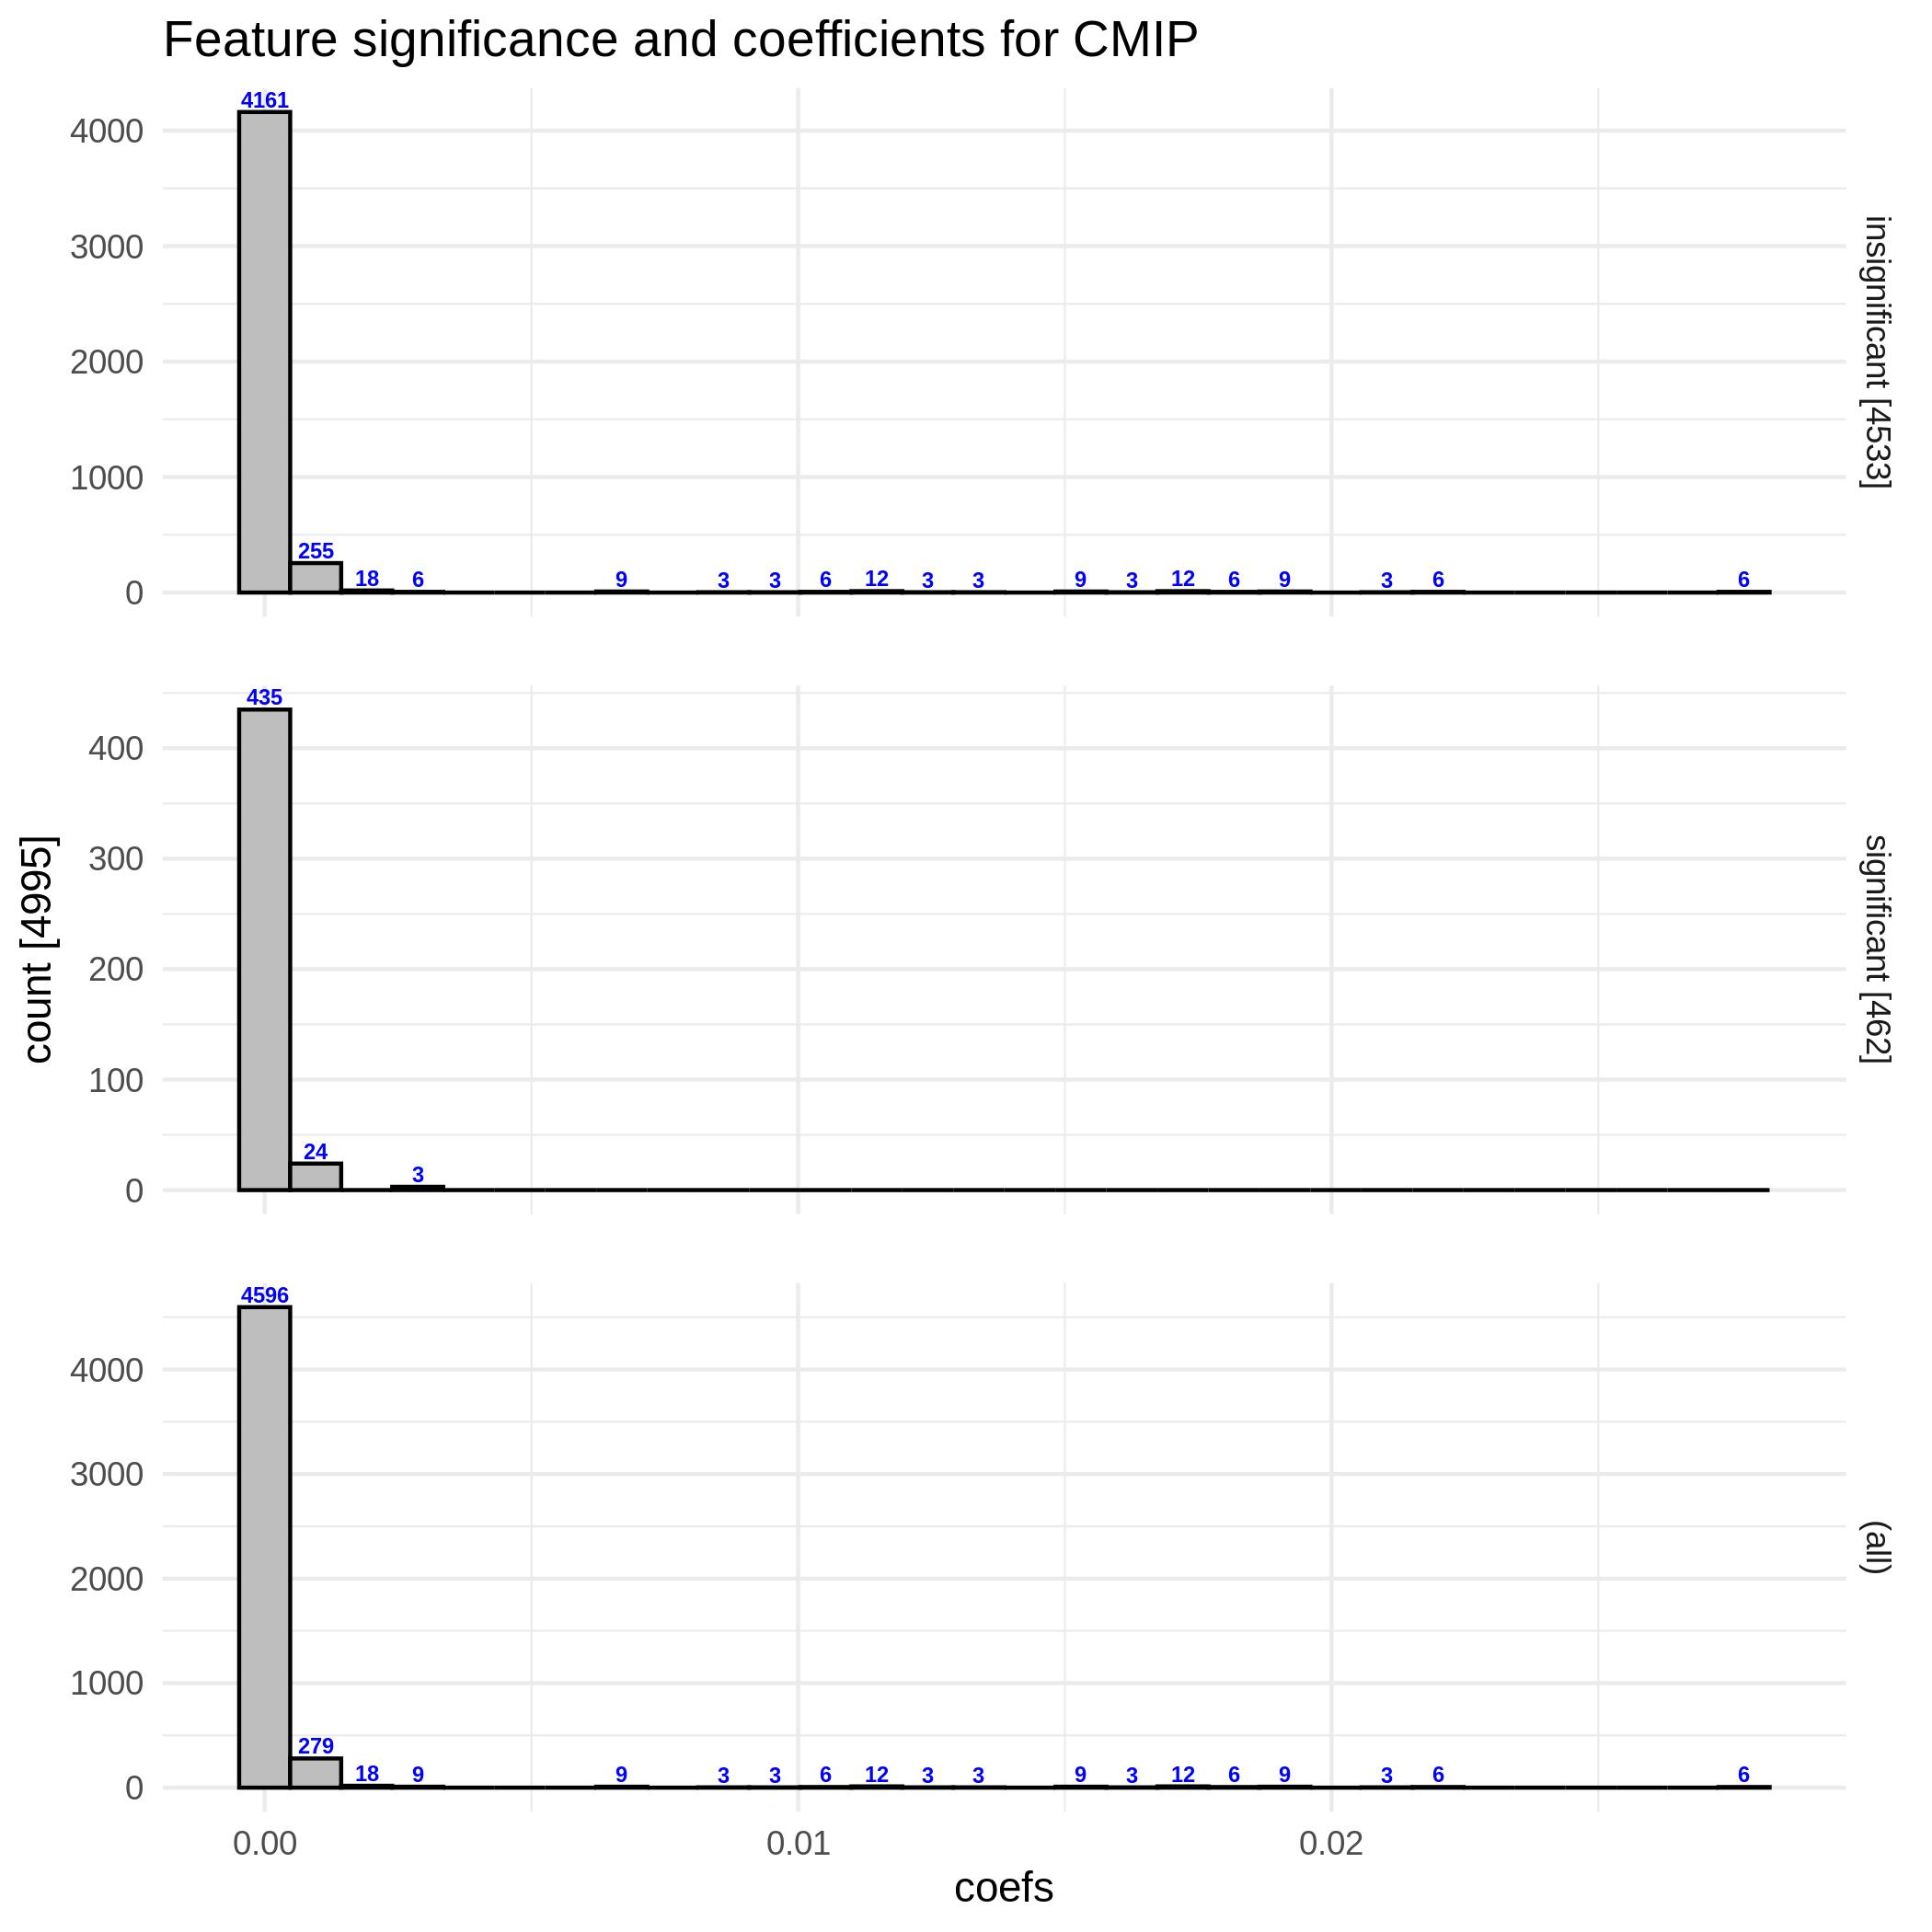 Feature significance and coefficients for CMIP
4161
4000
3000
2000
1000
255
18 6 9 3 3 6 12 3 3 9 3 12 6 9 3 6 6
0
insignificant [4533]
435
400
300
200
100
24
3
0
significant [462]
count [4995]
4596
4000
3000
2000
1000
279
18 9 9 3 3 6 12 3 3 9 3 12 6 9 3 6 6
0
(all)
0.00 0.01 0.02
coefs